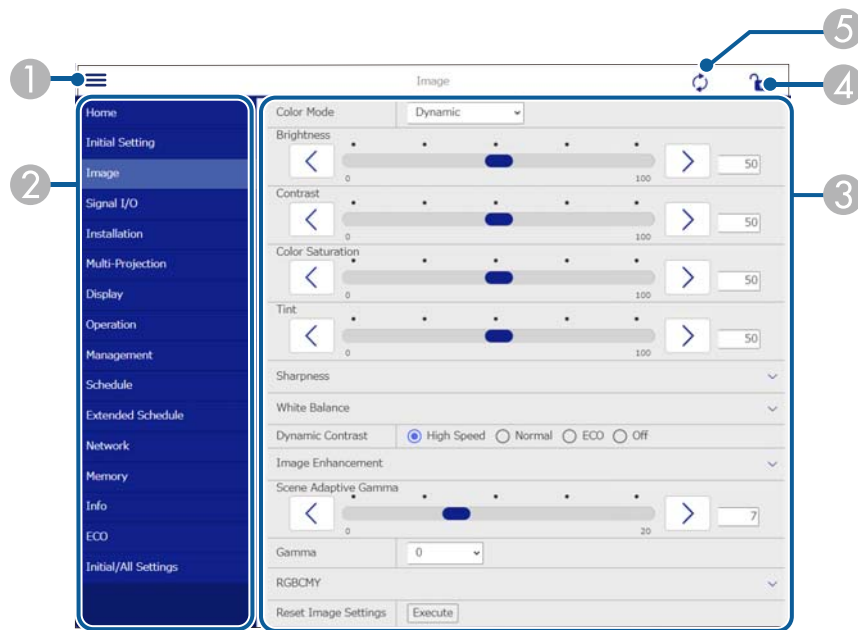 5
1
Image
4
2
3
Home
Initial Setting
Image
Signal I/O
Installation
Multi-Projection
Display
Operation
Management
Schedule
Extended Schedule
Network
Memory
Info
ECO
Initial/All Settings
Color Mode Dynamic
Brightness
50
0 100
Contrast
50
0 100
Color Saturation
50
0 100
Tint
50
0 100
Sharpness
White Balance
Dynamic Contrast High Speed Normal ECO Off
Image Enhancement
Scene Adaptive Gamma
7
0 20
Gamma 0
RGBCMY
Reset Image Settings Execute